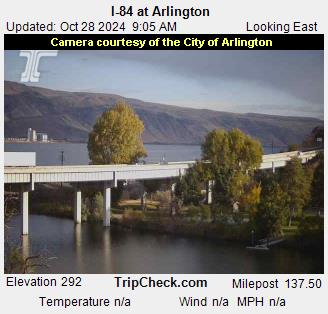 I-84 at Arlington
Updated: Oct 28 2024 9:05 AM Looking East
Camera courtesy of the City of Arlington
Elevation 292 TripCheck.com Milepost 137.50
Temperature n/a Wind n/a MPH n/a